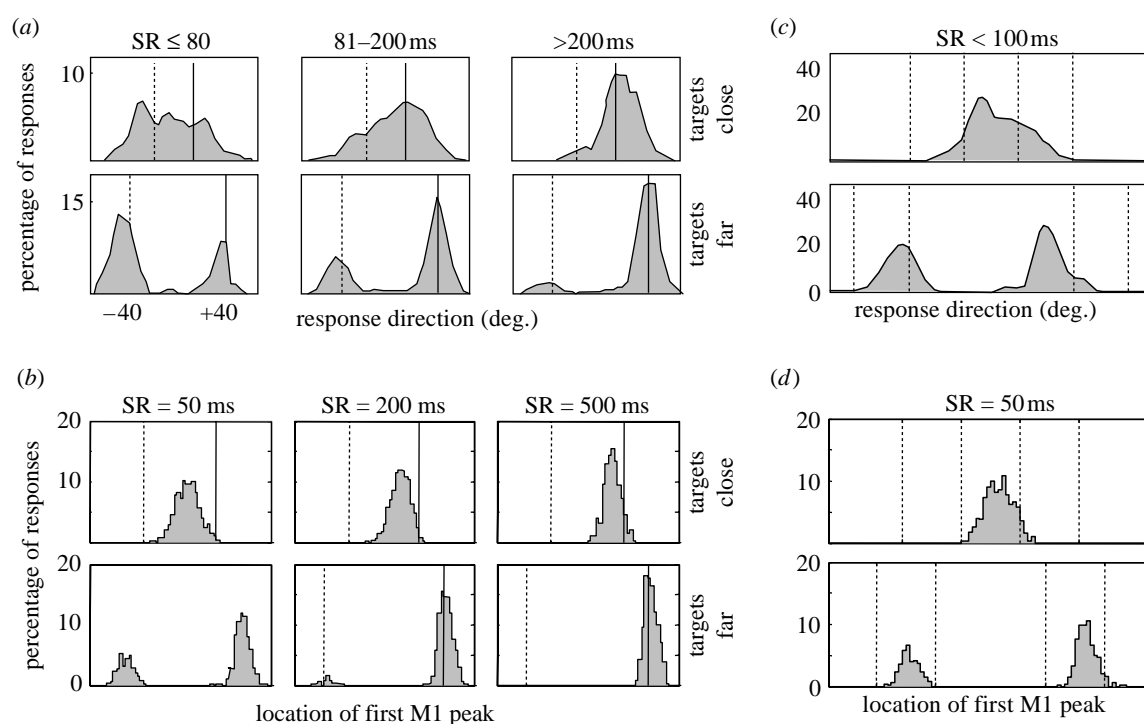 (a)
SR ≤ 80
81–200 ms
>200 ms
percentage of responses
10
targets
close
15
targets
far
−40
+40
response direction (deg.)
(c)
SR < 100 ms
40
20
40
20
0
response direction (deg.)
(b)
SR = 50 ms
SR = 200 ms
SR = 500 ms
percentage of responses
20
10
targets
close
20
10
0
targets
far
location of first M1 peak
(d)
SR = 50 ms
20
10
0
20
10
0
location of first M1 peak